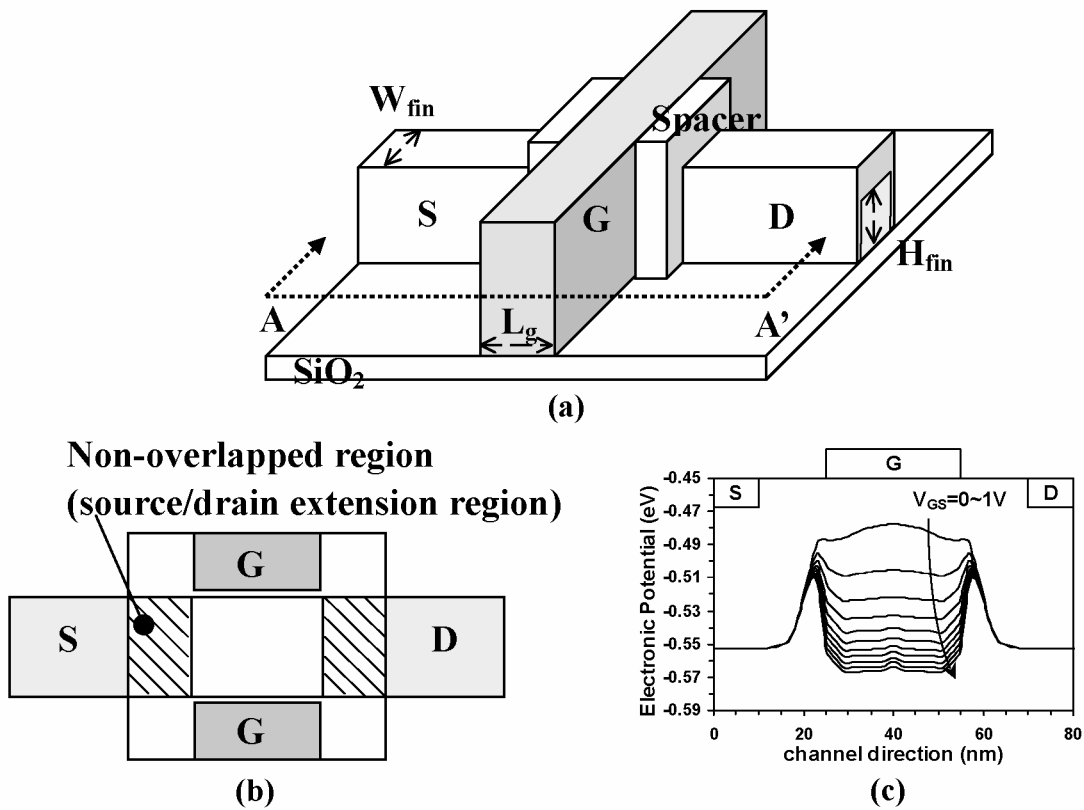 W_fin
Spacer
S
G
D
H_fin
A
A’
L_g
SiO₂
(a)
Non-overlapped region
(source/drain extension region)
G
S
D
G
(b)
G
S
D
V_GS=0~1V
Electronic Potential (eV)
-0.45
-0.47
-0.49
-0.51
-0.53
-0.55
-0.57
-0.59
0
20
40
60
80
channel direction (nm)
(c)